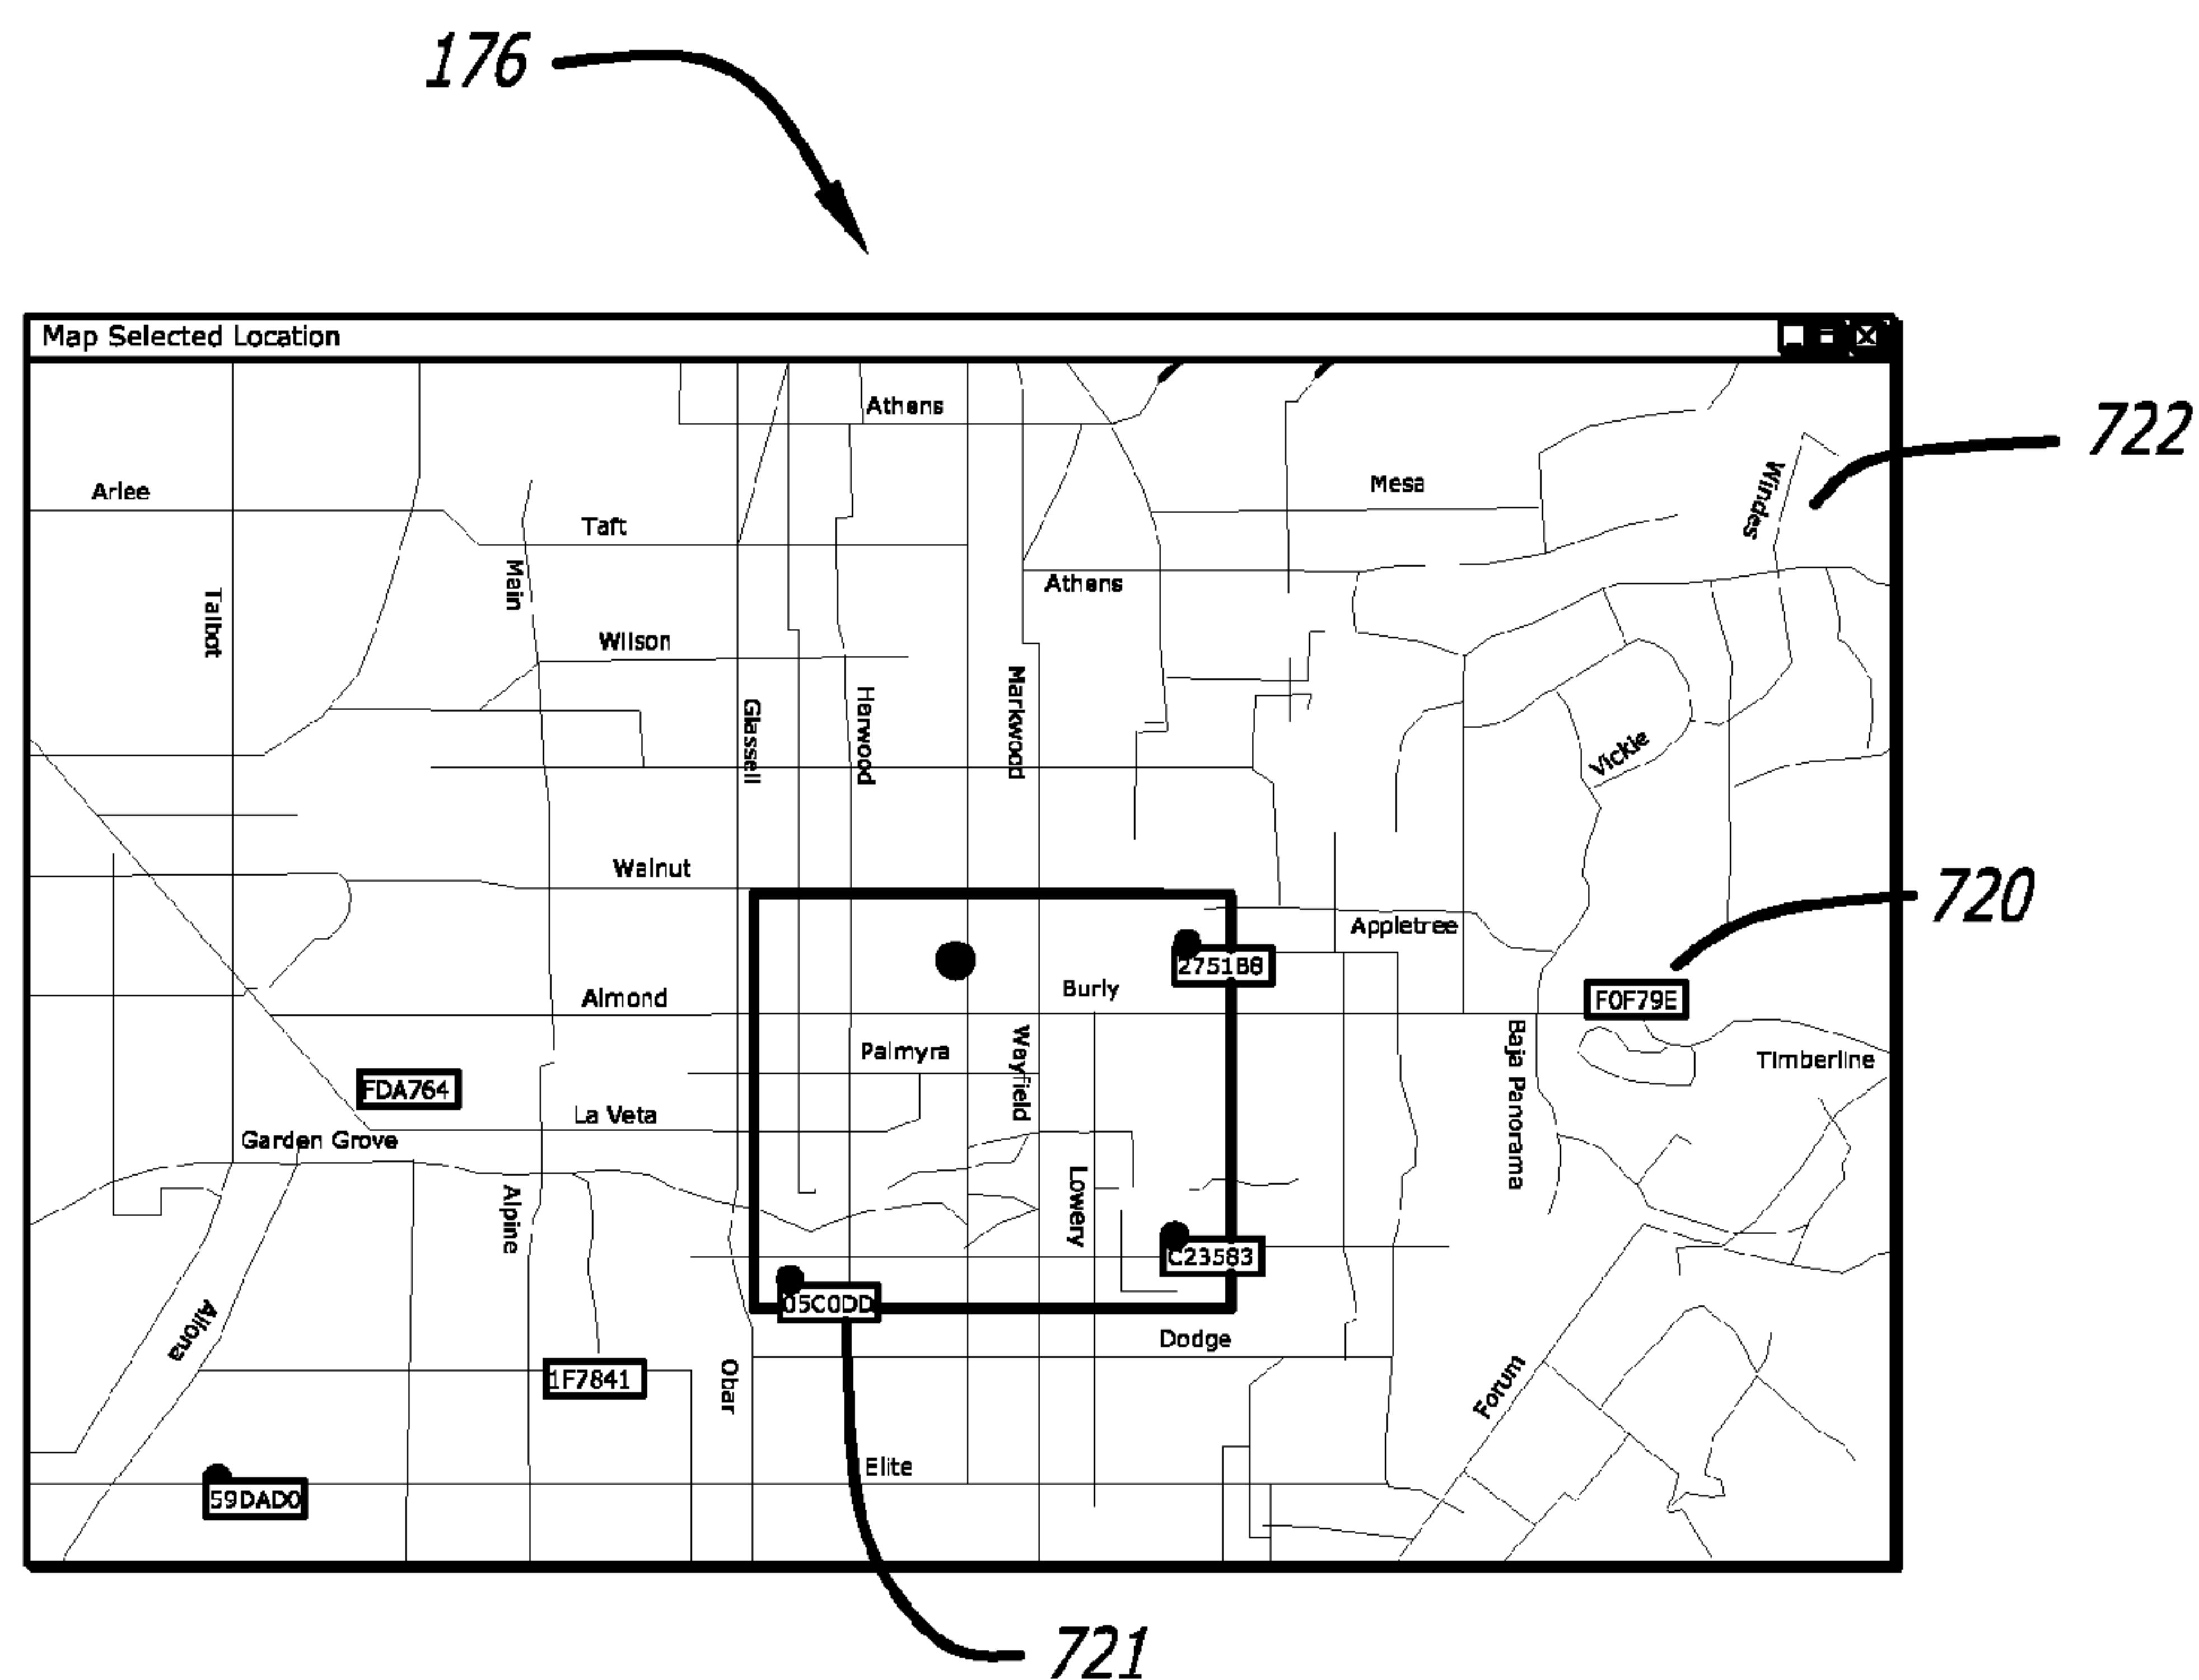 176
Map Selected Location
Athens
722
Arlee
Mesa
Windes
Taft
Main
Athens
Talbot
Wilson
Glassell
Harwood
Markwood
Vickie
Walnut
720
Appletree
2751B8
Burly
Almond
F0F79E
Palmyra
Wayfield
Baja Panorama
Timberline
FDA764
La Veta
Garden Grove
Alpine
Lowery
C23583
05C0DD
Allona
Dodge
1F7841
Obar
Forum
Elite
59DAD0
721